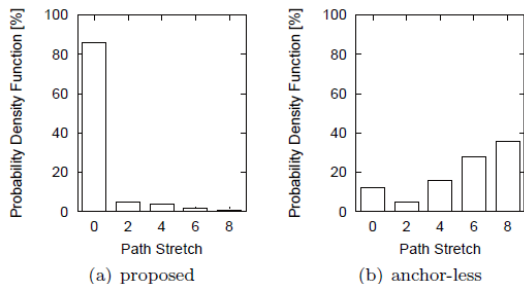 Probability Density Function [%]
100
80
60
40
20
0
0 2 4 6 8
Path Stretch
(a) proposed
Probability Density Function [%]
100
80
60
40
20
0
0 2 4 6 8
Path Stretch
(b) anchor-less